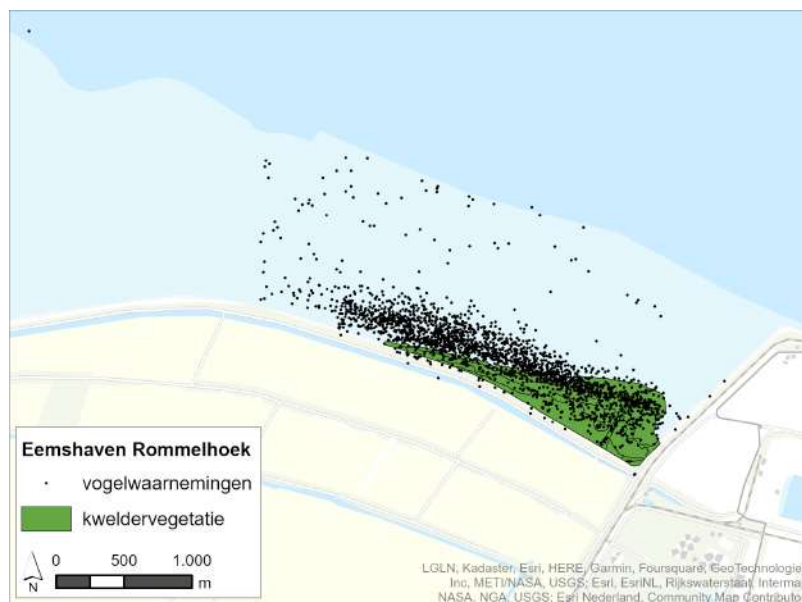 Eemshaven Rommelhoek
vogelwaarnemingen
kweldervegetatie
0 500 1.000
m
N
LGLN, Kadaster, Esri, HERE, Garmin, Foursquare, GeoTechnologie
Inc, METI/NASA, USGS; Esri, EsriNL, Rijkswaterstaat, Interma
NASA, NGA, USGS; Esri Nederland, Community Map Contributo